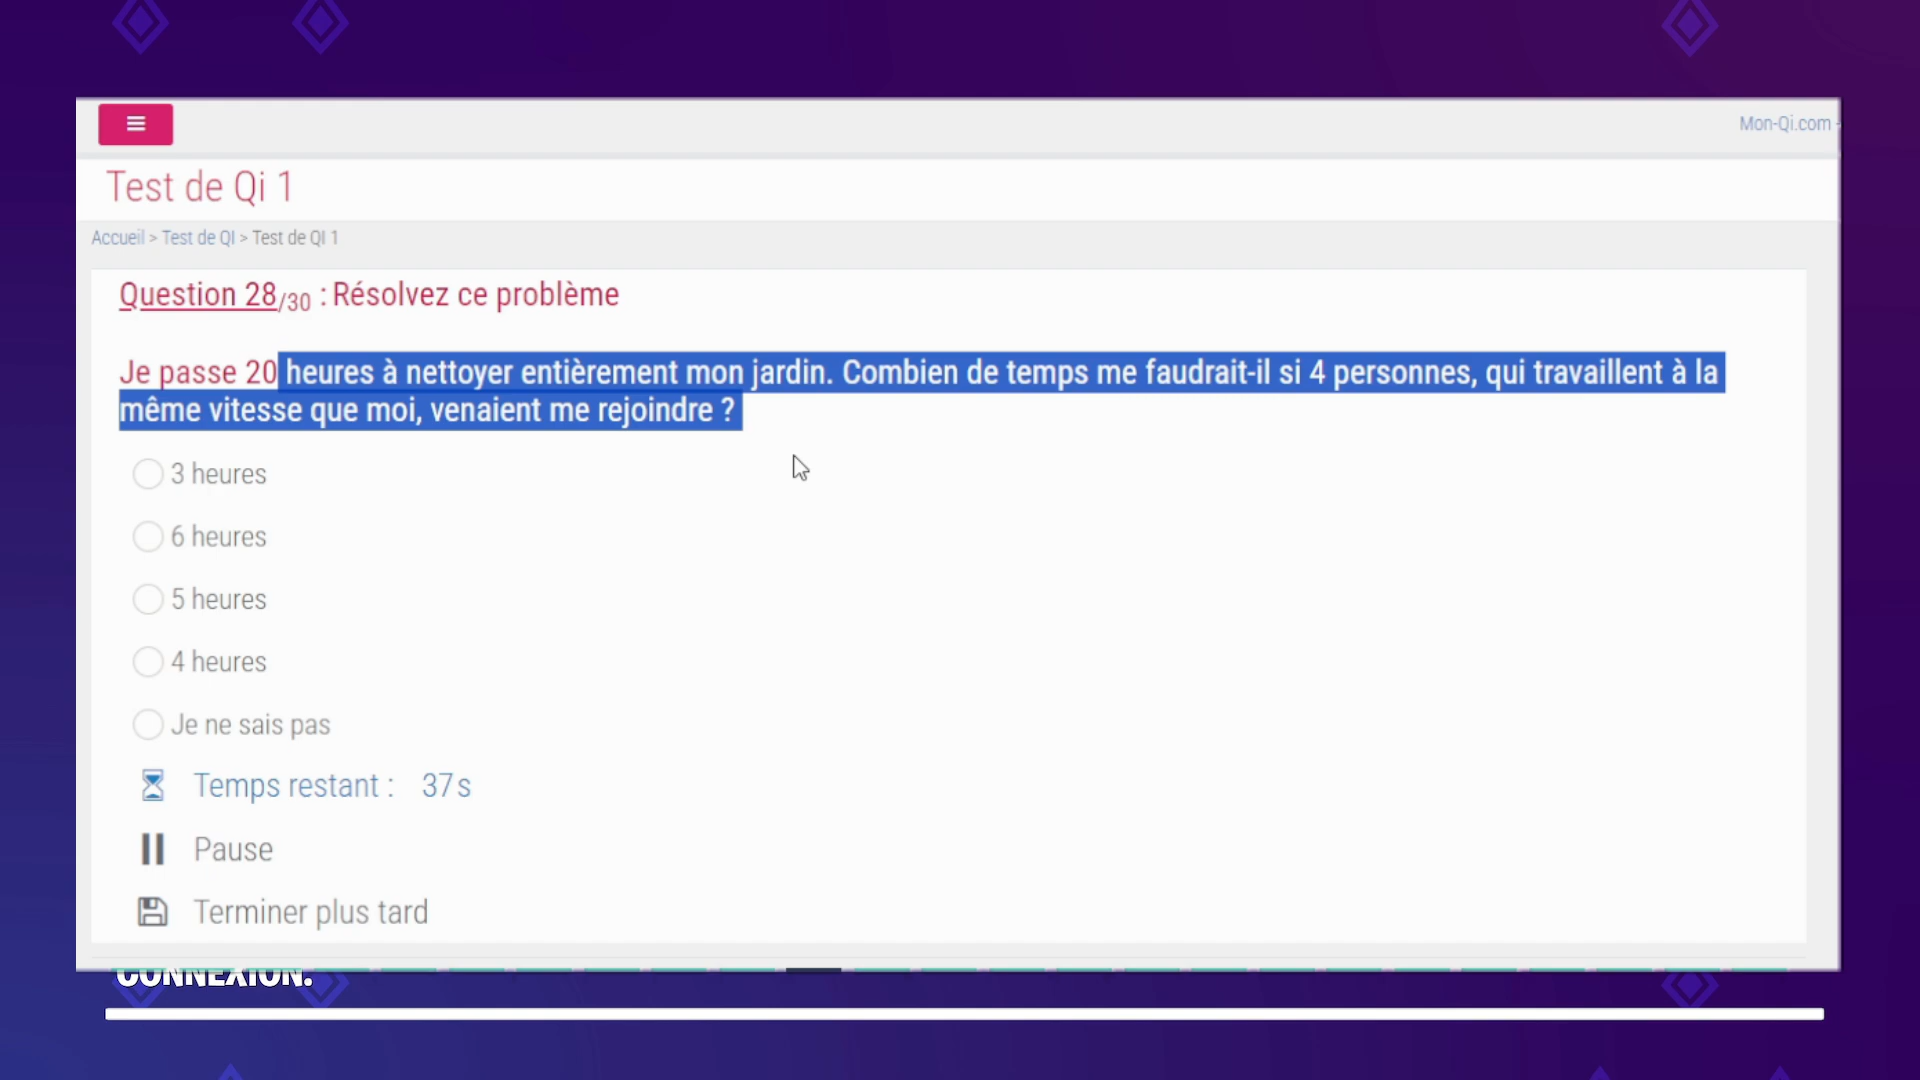 Mon-Qi.com -
Test de Qi 1
Accueil > Test de QI > Test de QI 1
Question 28/30 : Résolvez ce problème
Je passe 20 heures à nettoyer entièrement mon jardin. Combien de temps me faudrait-il si 4 personnes, qui travaillent à la
même vitesse que moi, venaient me rejoindre ?
3 heures
6 heures
5 heures
4 heures
Je ne sais pas
Temps restant : 37 s
Pause
Terminer plus tard
CONNEXION.